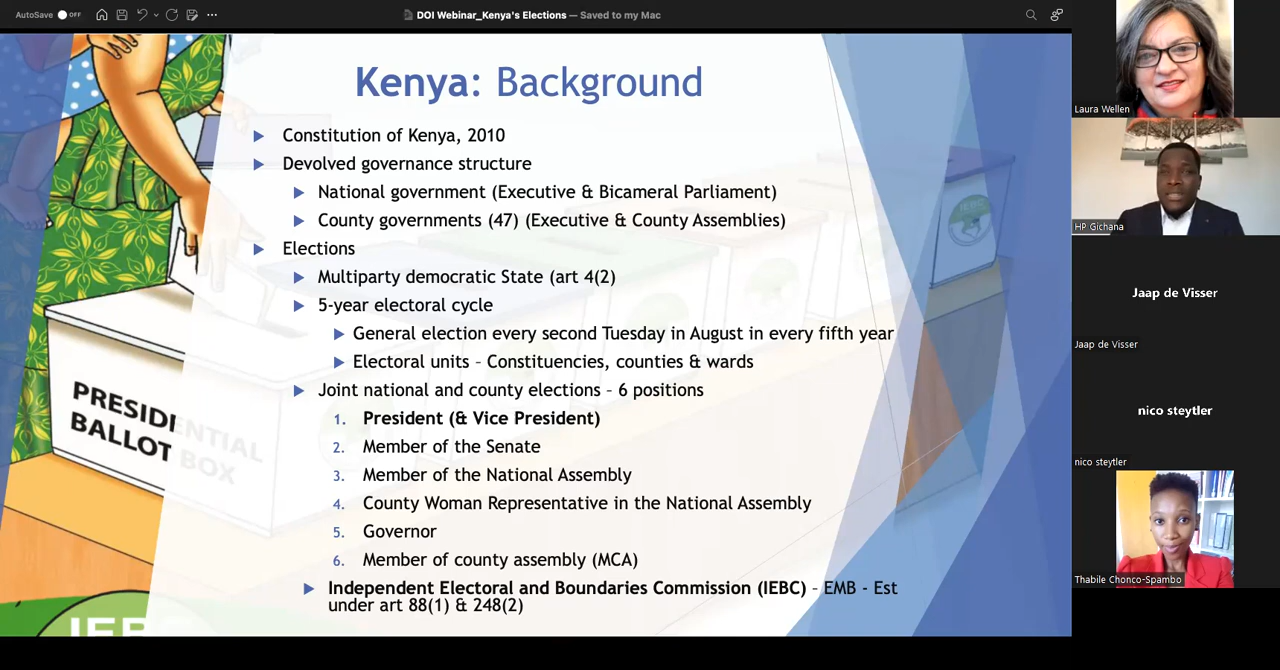 AutoSave OFF
DOI Webinar_Kenya's Elections — Saved to my Mac
Kenya: Background
Constitution of Kenya, 2010
Devolved governance structure
National government (Executive & Bicameral Parliament)
County governments (47) (Executive & County Assemblies)
Elections
Multiparty democratic State (art 4(2)
5-year electoral cycle
General election every second Tuesday in August in every fifth year
Electoral units – Constituencies, counties & wards
Joint national and county elections – 6 positions
1. President (& Vice President)
2. Member of the Senate
3. Member of the National Assembly
4. County Woman Representative in the National Assembly
5. Governor
6. Member of county assembly (MCA)
Independent Electoral and Boundaries Commission (IEBC) – EMB - Est
under art 88(1) & 248(2)
PRESIDENTIAL
BALLOT BOX
IEBC
Laura Wellen
HP Gichana
Jaap de Visser
Jaap de Visser
nico steytler
nico steytler
Thabile Chonco-Spambo